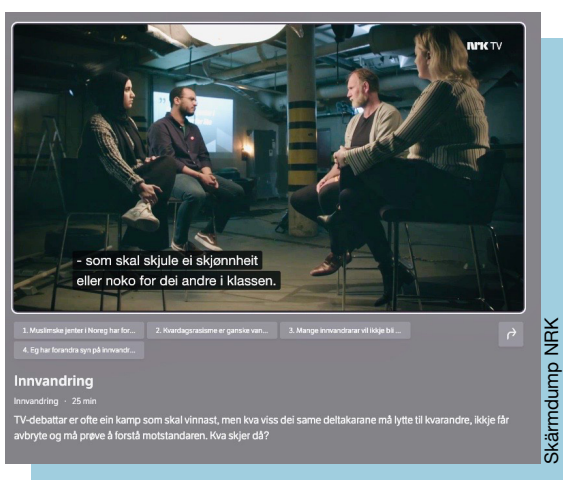 NRK TV
- som skal skjule ei skjønnheit
eller noko for dei andre i klassen.
1. Muslimske jenter i Noreg har for...
2. Kvardagsrasisme er ganske van...
3. Mange innvandrarar vil ikkje bli ...
4. Eg har forandra syn på innvandr...
Innvandring
Innvandring · 25 min
TV-debattar er ofte ein kamp som skal vinnast, men kva viss dei same deltakarane må lytte til kvarandre, ikkje får
avbryte og må prøve å forstå motstandaren. Kva skjer då?
Skärmdump NRK